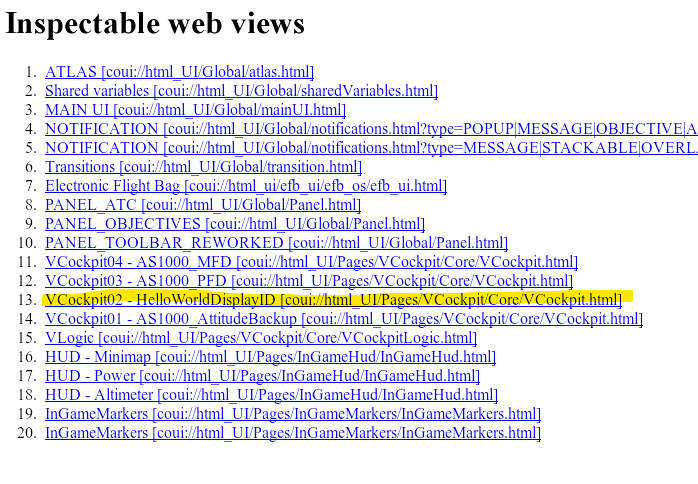 Inspectable web views
1. ATLAS [coui://html_UI/Global/atlas.html]
2. Shared variables [coui://html_UI/Global/sharedVariables.html]
3. MAIN UI [coui://html_UI/Global/mainUI.html]
4. NOTIFICATION [coui://html_UI/Global/notifications.html?type=POPUP|MESSAGE|OBJECTIVE|A
5. NOTIFICATION [coui://html_UI/Global/notifications.html?type=MESSAGE|STACKABLE|OVERL
6. Transitions [coui://html_UI/Global/transition.html]
7. Electronic Flight Bag [coui://html_ui/efb_ui/efb_os/efb_ui.html]
8. PANEL_ATC [coui://html_UI/Global/Panel.html]
9. PANEL_OBJECTIVES [coui://html_UI/Global/Panel.html]
10. PANEL_TOOLBAR_REWORKED [coui://html_UI/Global/Panel.html]
11. VCockpit04 - AS1000_MFD [coui://html_UI/Pages/VCockpit/Core/VCockpit.html]
12. VCockpit03 - AS1000_PFD [coui://html_UI/Pages/VCockpit/Core/VCockpit.html]
13. VCockpit02 - HelloWorldDisplayID [coui://html_UI/Pages/VCockpit/Core/VCockpit.html]
14. VCockpit01 - AS1000_AttitudeBackup [coui://html_UI/Pages/VCockpit/Core/VCockpit.html]
15. VLogic [coui://html_UI/Pages/VCockpit/Core/VCockpitLogic.html]
16. HUD - Minimap [coui://html_UI/Pages/InGameHud/InGameHud.html]
17. HUD - Power [coui://html_UI/Pages/InGameHud/InGameHud.html]
18. HUD - Altimeter [coui://html_UI/Pages/InGameHud/InGameHud.html]
19. InGameMarkers [coui://html_UI/Pages/InGameMarkers/InGameMarkers.html]
20. InGameMarkers [coui://html_UI/Pages/InGameMarkers/InGameMarkers.html]